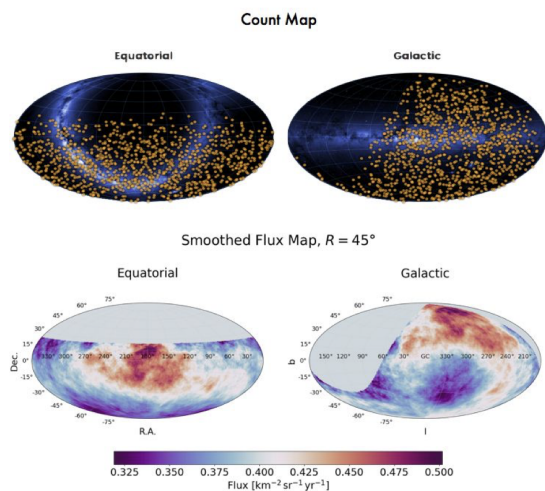 Count Map
Equatorial
Galactic
Smoothed Flux Map, R = 45°
Equatorial
Galactic
75°
60°
45°
30°
15°
0°
-15°
-30°
-45°
-60°
-75°
330° 300° 270° 240° 210° 180° 150° 120° 90° 60° 30°
Dec.
R.A.
75°
60°
45°
30°
15°
0°
-15°
-30°
-45°
-60°
-75°
150° 120° 90° 60° 30° GC 330° 300° 270° 240° 210°
b
l
0.325 0.350 0.375 0.400 0.425 0.450 0.475 0.500
Flux [km⁻² sr⁻¹ yr⁻¹]